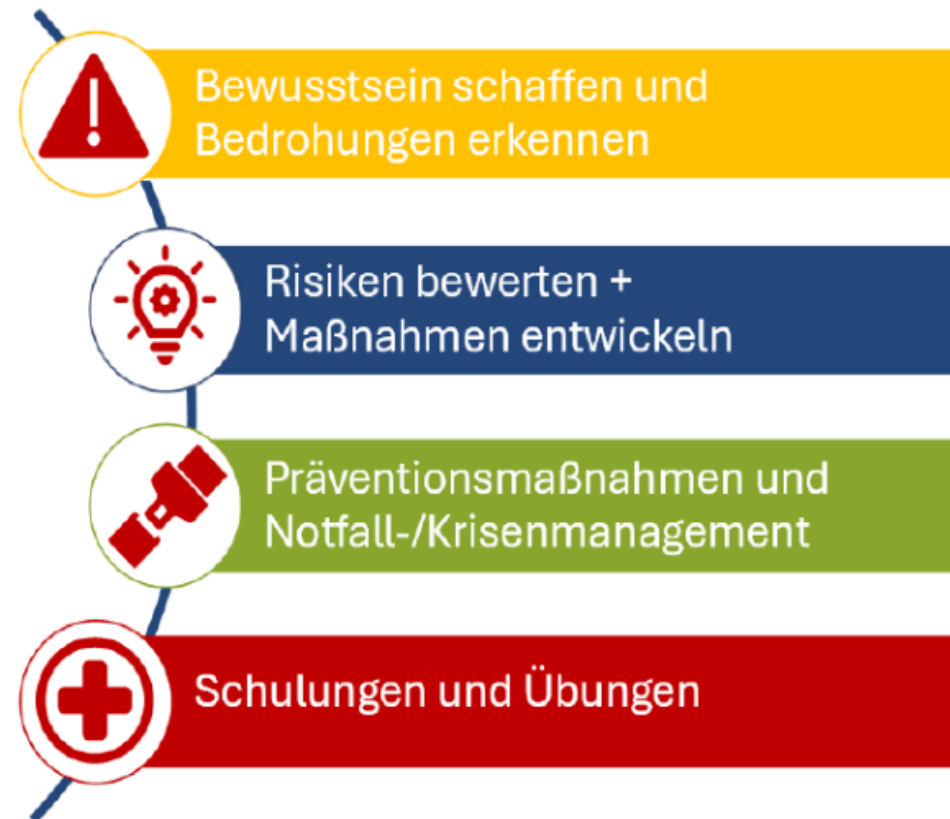 Bewusstsein schaffen und
Bedrohungen erkennen
Risiken bewerten +
Maßnahmen entwickeln
Präventionsmaßnahmen und
Notfall-/Krisenmanagement
Schulungen und Übungen